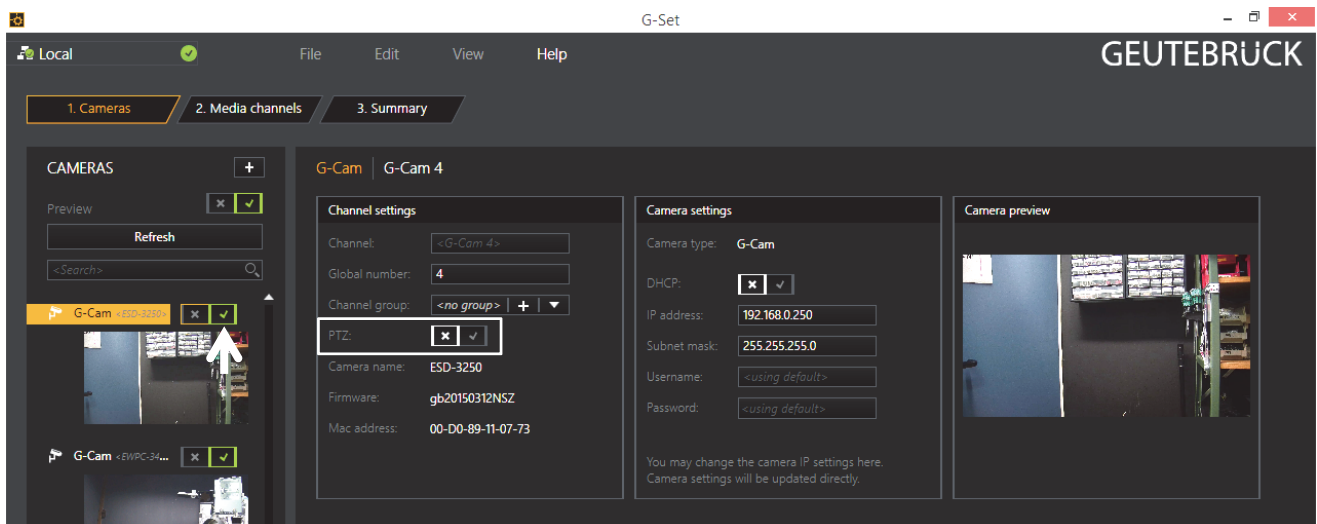 G-Set
Local
File Edit View Help
GEUTEBRÜCK
1. Cameras 2. Media channels 3. Summary
CAMERAS +
Preview
Refresh
<Search>
G-Cam <ESD-3250>
G-Cam <EWPC-34...
G-Cam G-Cam 4
Channel settings
Channel: <G-Cam 4>
Global number: 4
Channel group: <no group> +
PTZ:
Camera name: ESD-3250
Firmware: gb20150312NSZ
Mac address: 00-D0-89-11-07-73
Camera settings
Camera type: G-Cam
DHCP:
IP address: 192.168.0.250
Subnet mask: 255.255.255.0
Username: <using default>
Password: <using default>
You may change the camera IP settings here.
Camera settings will be updated directly.
Camera preview